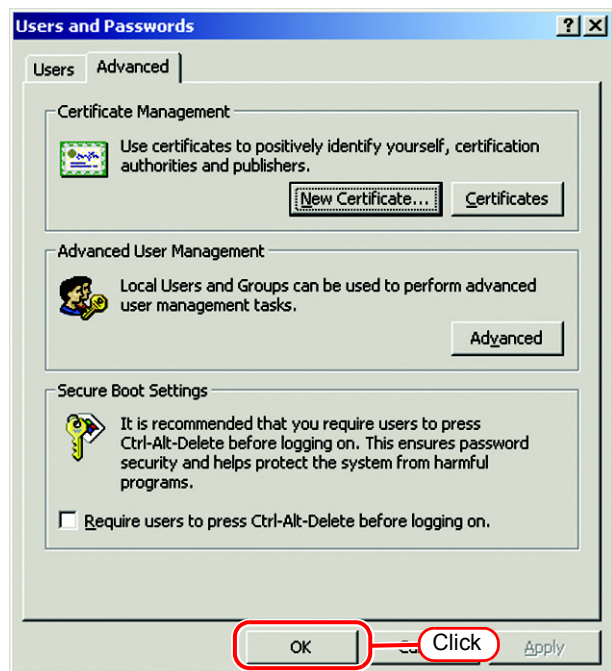 Users and Passwords
Users Advanced
Certificate Management
Use certificates to positively identify yourself, certification
authorities and publishers.
New Certificate... Certificates
Advanced User Management
Local Users and Groups can be used to perform advanced
user management tasks.
Advanced
Secure Boot Settings
It is recommended that you require users to press
Ctrl-Alt-Delete before logging on. This ensures password
security and helps protect the system from harmful
programs.
Require users to press Ctrl-Alt-Delete before logging on.
OK Click Apply